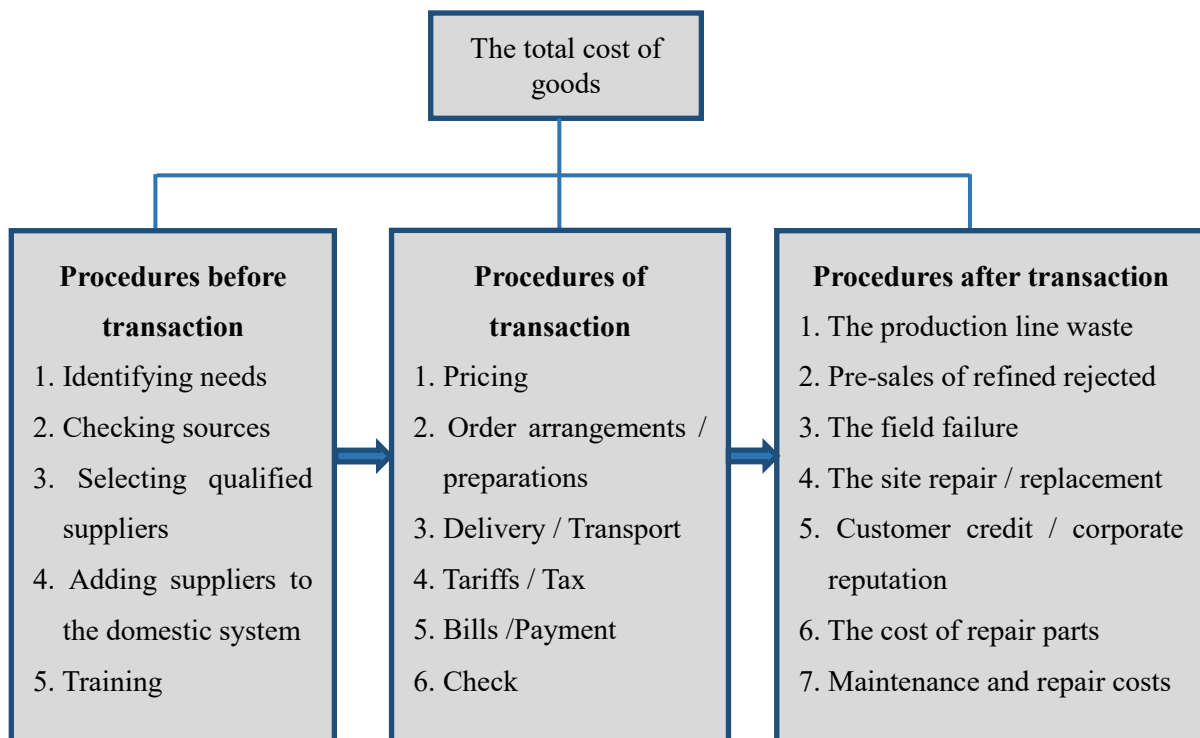 The total cost of
goods
Procedures before
transaction
1. Identifying needs
2. Checking sources
3. Selecting qualified
suppliers
4. Adding suppliers to
the domestic system
5. Training
Procedures of
transaction
1. Pricing
2. Order arrangements /
preparations
3. Delivery / Transport
4. Tariffs / Tax
5. Bills /Payment
6. Check
Procedures after transaction
1. The production line waste
2. Pre-sales of refined rejected
3. The field failure
4. The site repair / replacement
5. Customer credit / corporate
reputation
6. The cost of repair parts
7. Maintenance and repair costs